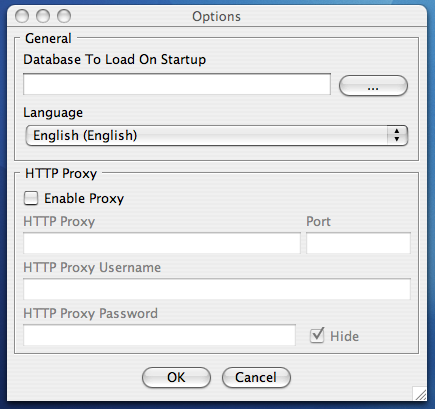 Options
General
Database To Load On Startup
...
Language
English (English)
HTTP Proxy
Enable Proxy
HTTP Proxy Port
HTTP Proxy Username
HTTP Proxy Password
Hide
OK Cancel